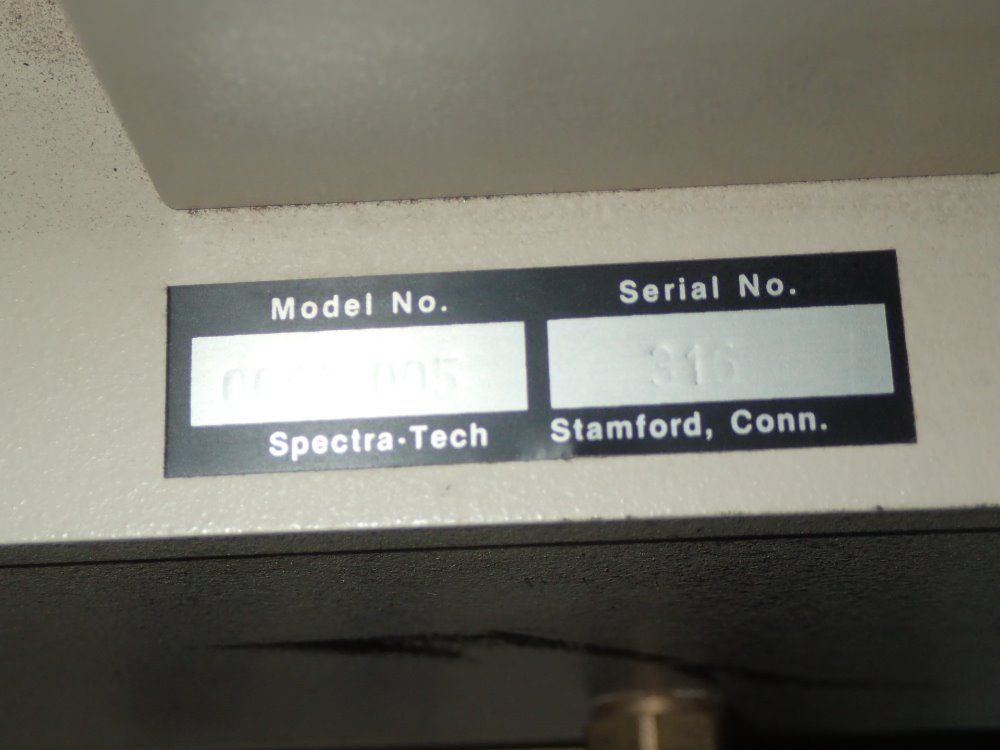 Model No. Serial No.
316
Spectra·Tech Stamford, Conn.